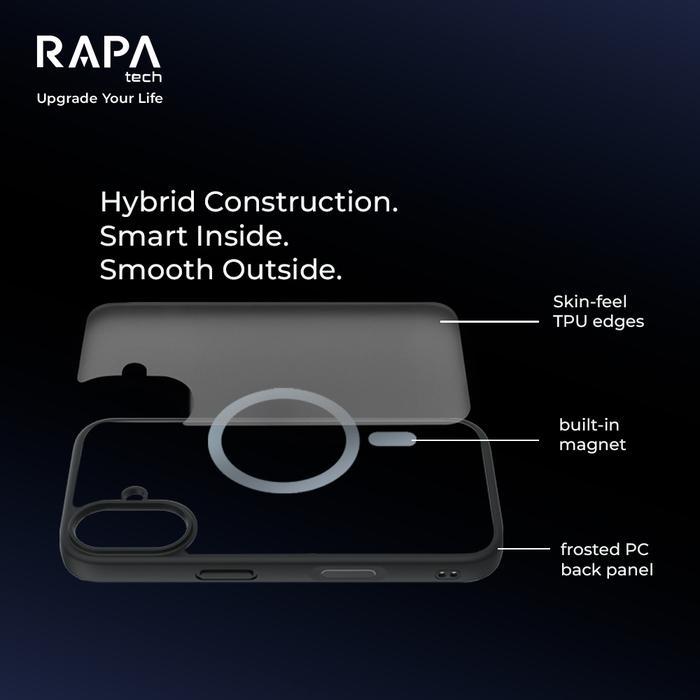 RAPA
tech
Upgrade Your Life
Hybrid Construction.
Smart Inside.
Smooth Outside.
Skin-feel
TPU edges
built-in
magnet
frosted PC
back panel